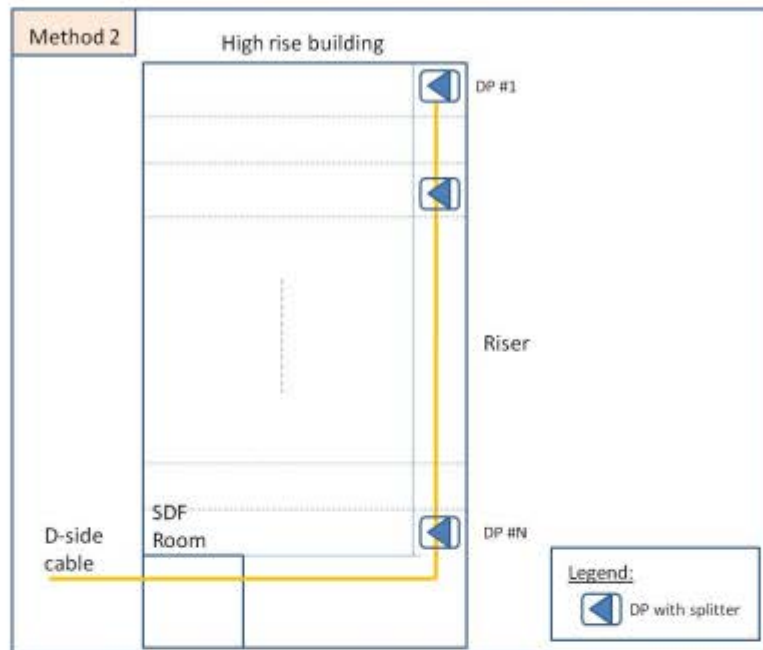 Method 2
High rise building
DP #1
Riser
SDF
Room
DP #N
D-side
cable
Legend:
DP with splitter